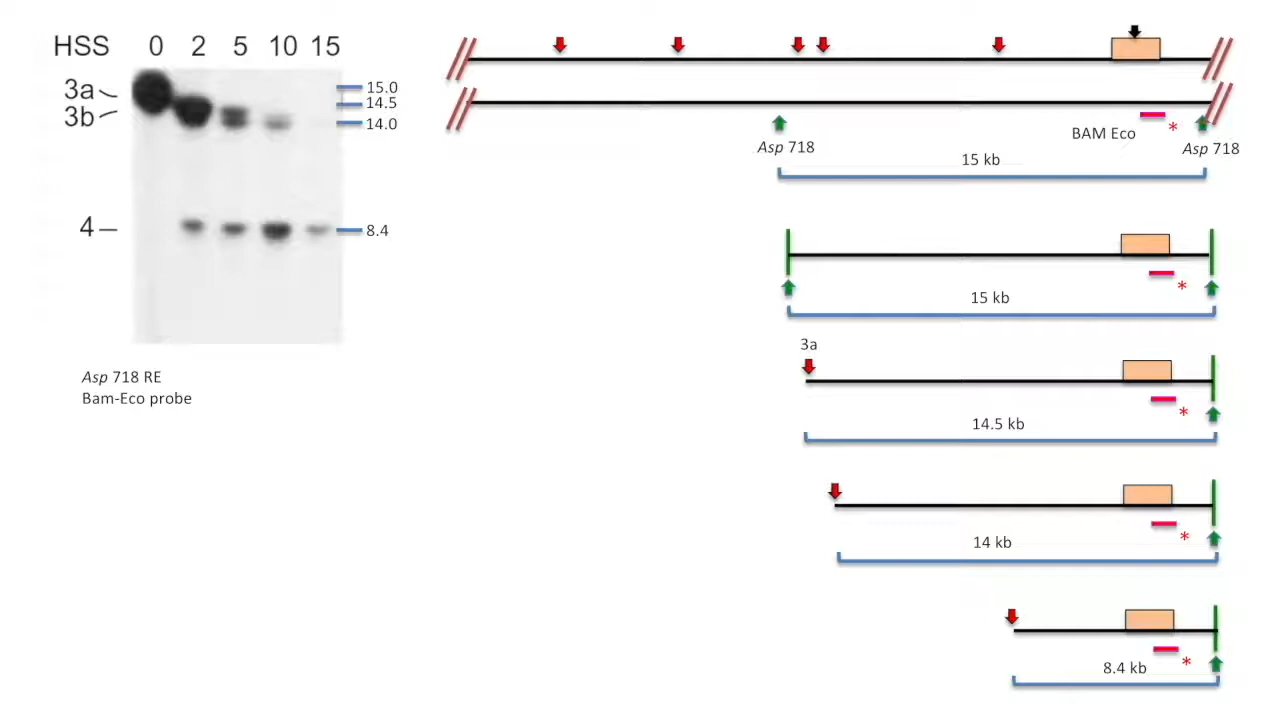 HSS 0 2 5 10 15
3a
3b
4
15.0
14.5
14.0
8.4
Asp 718 RE
Bam-Eco probe
BAM Eco
*
Asp 718
Asp 718
15 kb
*
15 kb
3a
*
14.5 kb
*
14 kb
*
8.4 kb